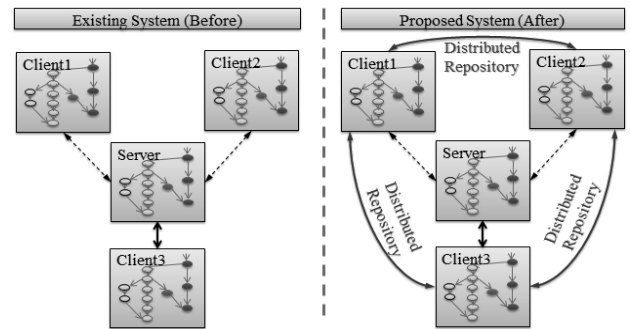 Existing System (Before)
Proposed System (After)
Client1
Client2
Server
Client3
Distributed
Repository
Client1
Client2
Server
Distributed
Repository
Distributed
Repository
Client3